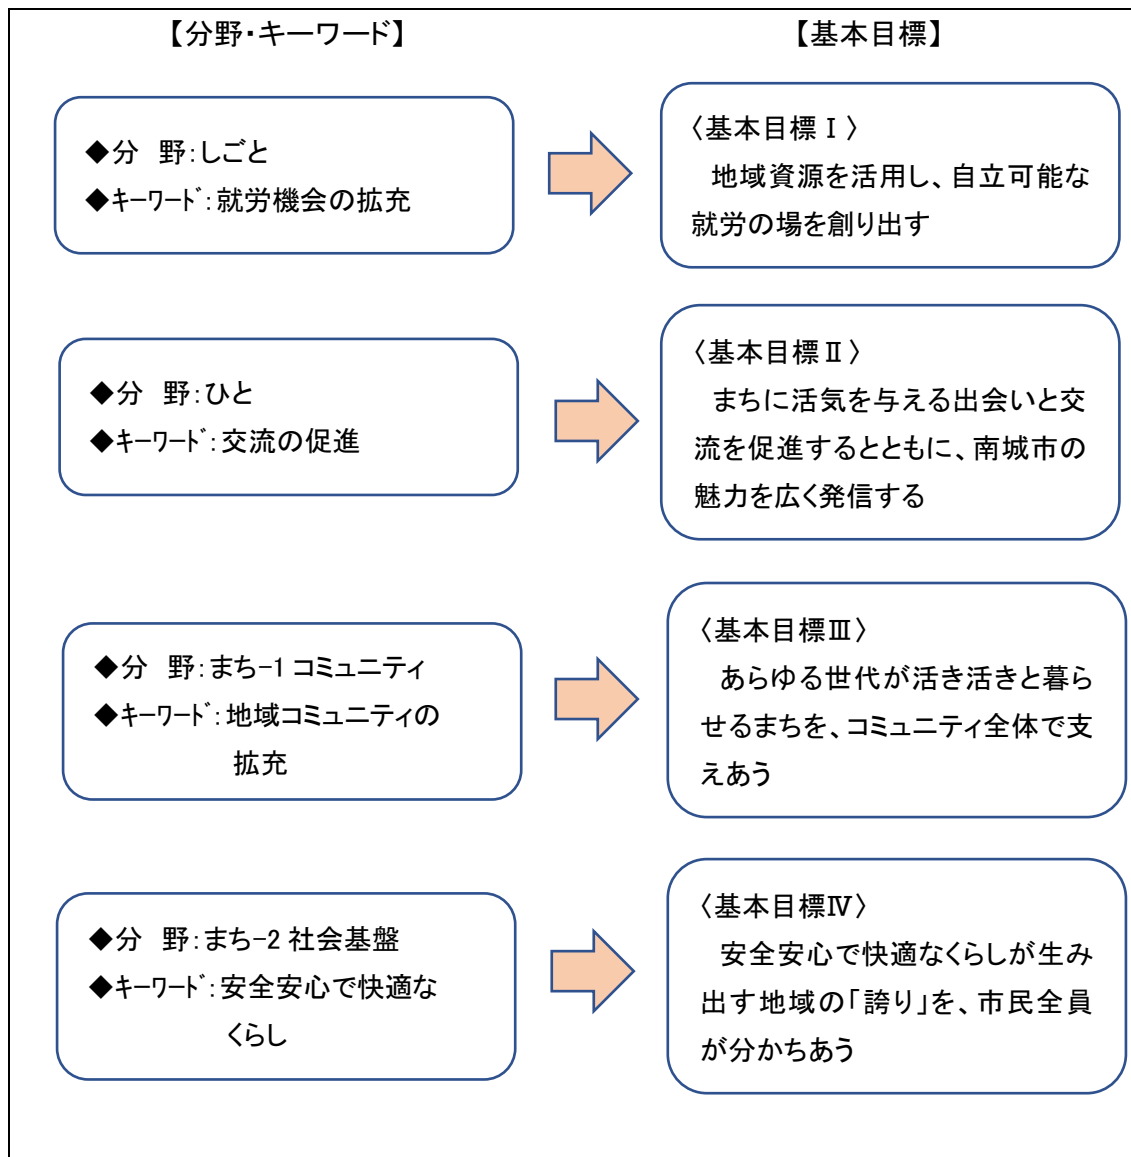 【分野・キーワード】
【基本目標】
◆分　野：しごと
◆ｷｰﾜｰﾄﾞ：就労機会の拡充
〈基本目標Ⅰ〉
地域資源を活用し、自立可能な
就労の場を創り出す
◆分　野：ひと
◆ｷｰﾜｰﾄﾞ：交流の促進
〈基本目標Ⅱ〉
まちに活気を与える出会いと交
流を促進するとともに、南城市の
魅力を広く発信する
◆分　野：まち-1 コミュニティ
◆ｷｰﾜｰﾄﾞ：地域コミュニティの
拡充
〈基本目標Ⅲ〉
あらゆる世代が活き活きと暮ら
せるまちを、コミュニティ全体で支
えあう
◆分　野：まち-2 社会基盤
◆ｷｰﾜｰﾄﾞ：安全安心で快適な
くらし
〈基本目標Ⅳ〉
安全安心で快適なくらしが生み
出す地域の「誇り」を、市民全員
が分かちあう